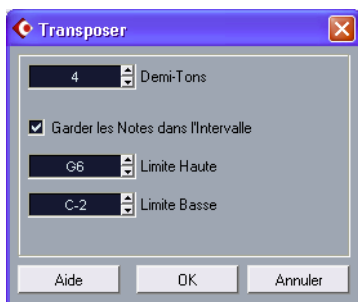 Transposer
4 Demi-Tons
Garder les Notes dans l'Intervalle
G6 Limite Haute
C-2 Limite Basse
Aide OK Annuler